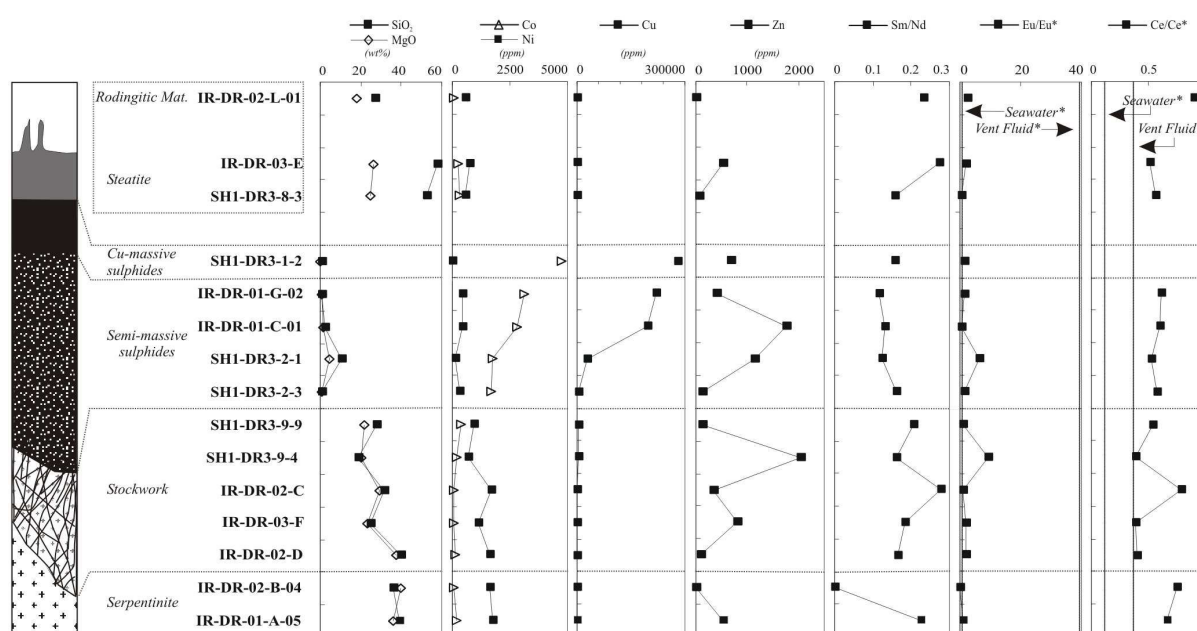 SiO₂ Co Cu Zn Sm/Nd Eu/Eu* Ce/Ce*
MgO Ni
(wt%) (ppm) (ppm) (ppm)
0 20 40 60 0 2500 5000 0 300000 0 1000 2000 0 0.1 0.2 0.3 0 20 40 0.5
Rodingitic Mat. IR-DR-02-L-01
Seawater* Seawater*
Vent Fluid* Vent Fluid
IR-DR-03-E
Steatite
SH1-DR3-8-3
Cu-massive
sulphides
SH1-DR3-1-2
IR-DR-01-G-02
IR-DR-01-C-01
Semi-massive
sulphides
SH1-DR3-2-1
SH1-DR3-2-3
SH1-DR3-9-9
SH1-DR3-9-4
Stockwork IR-DR-02-C
IR-DR-03-F
IR-DR-02-D
IR-DR-02-B-04
Serpentinite
IR-DR-01-A-05